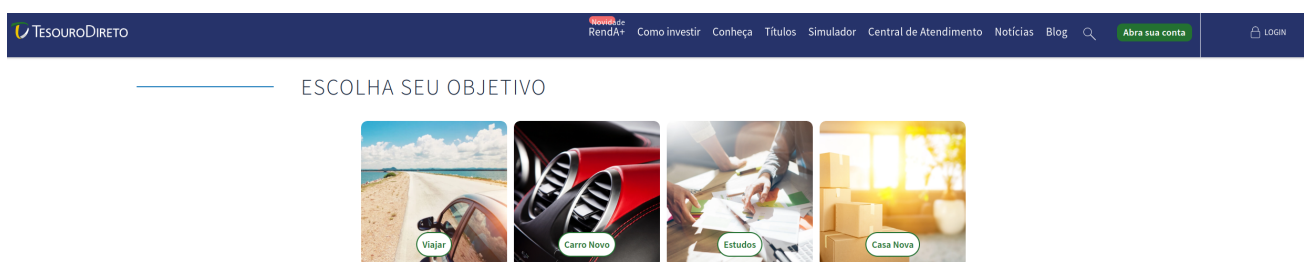 TESOURODIRETO
Novidade
RendA+ Como investir Conheça Títulos Simulador Central de Atendimento Notícias Blog Abra sua conta LOGIN
ESCOLHA SEU OBJETIVO
Viajar Carro Novo Estudos Casa Nova